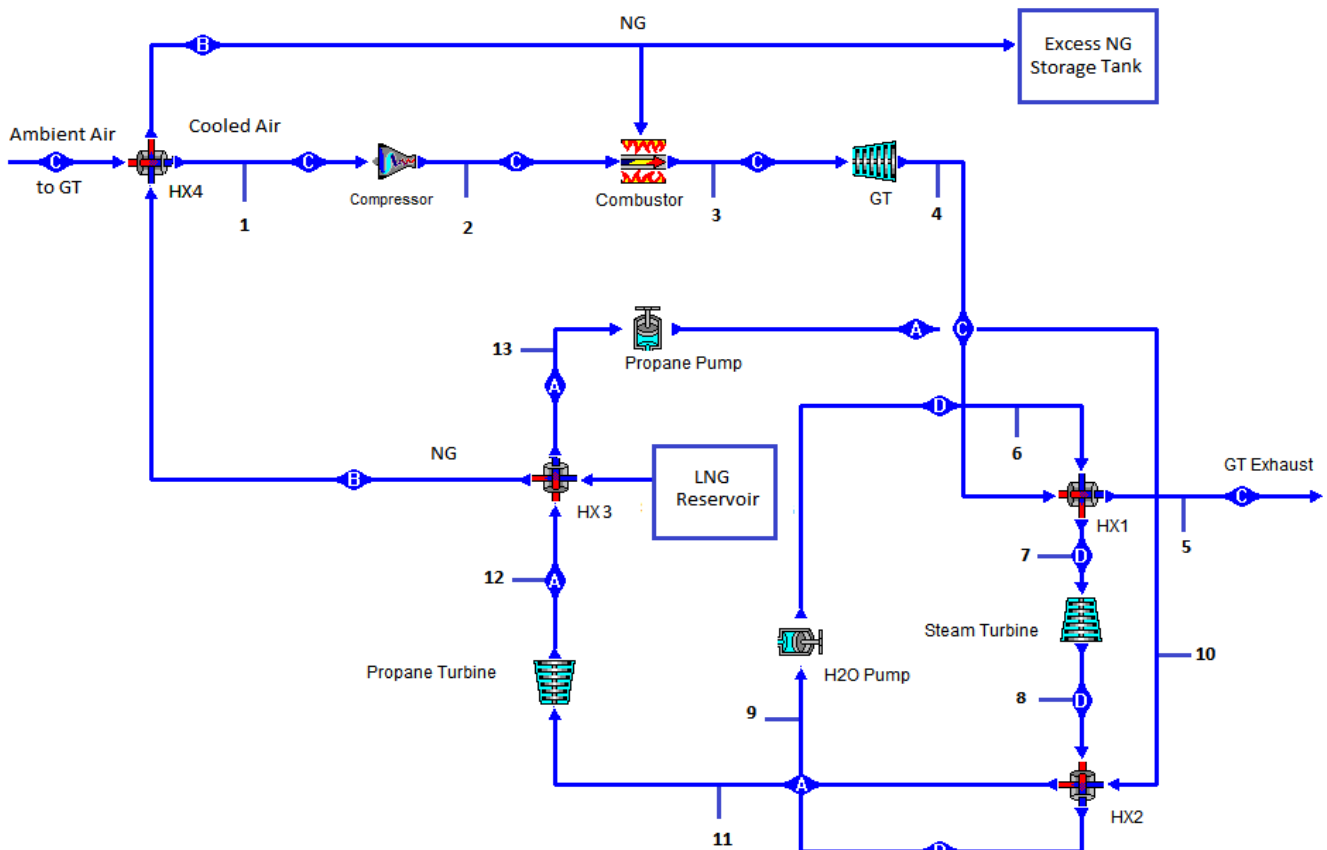 NG
B
Excess NG
Storage Tank
Ambient Air
C
to GT
HX4
Cooled Air
C
1
Compressor
C
2
Combustor
C
3
GT
4
13
Propane Pump
A
C
A
D
6
NG
B
LNG
Reservoir
HX3
GT Exhaust
C
HX1
5
7
D
12
A
Steam Turbine
Propane Turbine
H2O Pump
10
9
8
D
A
HX2
11
D